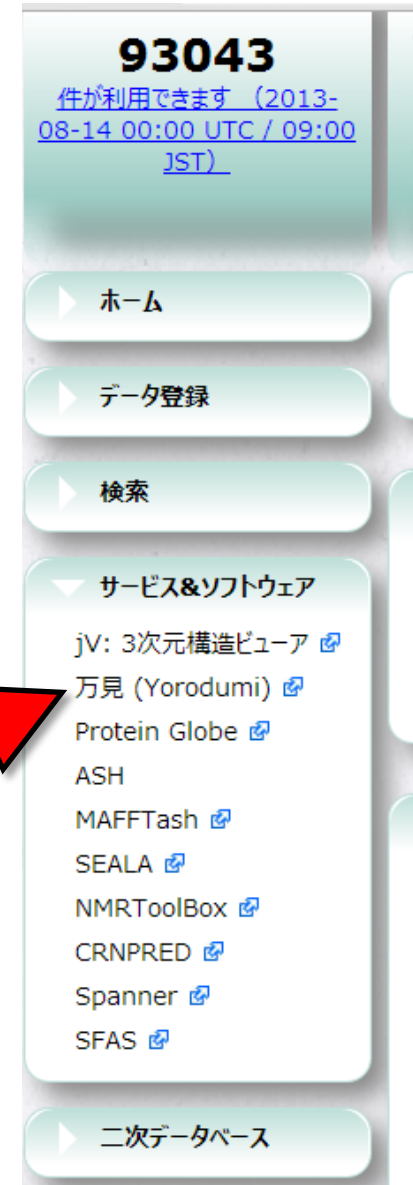 93043
件が利用できます （2013-
08-14 00:00 UTC / 09:00
JST）
ホーム
データ登録
検索
サービス&ソフトウェア
jV: 3次元構造ビューア
万見 (Yorodumi)
Protein Globe
ASH
MAFFTash
SEALA
NMRToolBox
CRNPRED
Spanner
SFAS
二次データベース